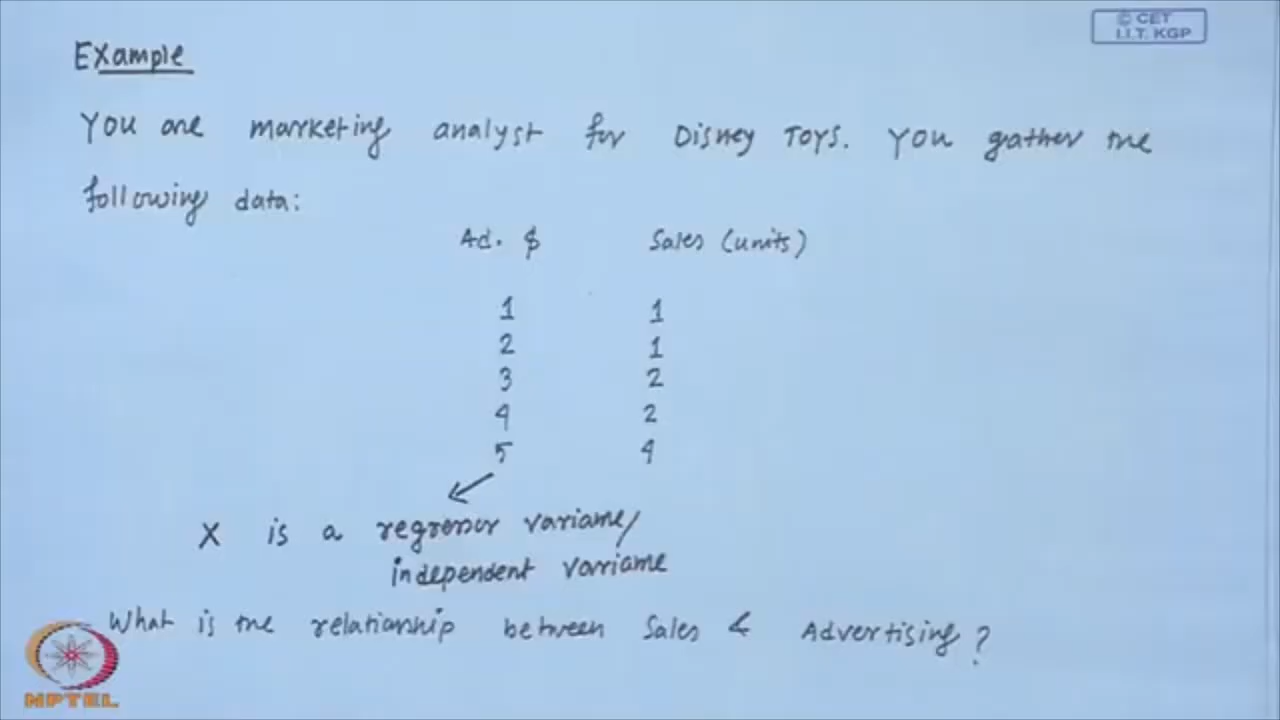 © CET
I.I.T. KGP
Example
You are marketing analyst for Disney Toys. You gather the
following data:
Ad. $ Sales (units)
1 1
2 1
3 2
4 2
5 4
X is a regressor variable/
independent variable
What is the relationship between Sales & Advertising?
NPTEL